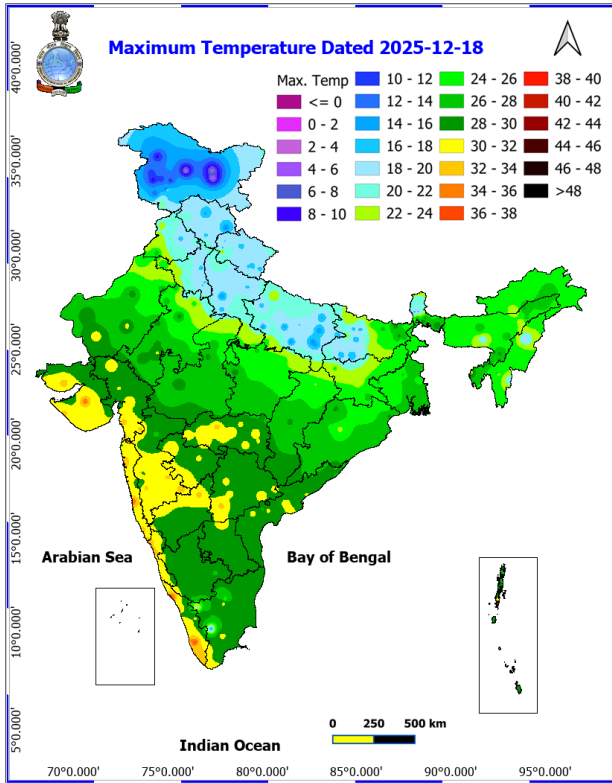 Maximum Temperature Dated 2025-12-18
Max. Temp
<= 0
0 - 2
2 - 4
4 - 6
6 - 8
8 - 10
10 - 12
12 - 14
14 - 16
16 - 18
18 - 20
20 - 22
22 - 24
24 - 26
26 - 28
28 - 30
30 - 32
32 - 34
34 - 36
36 - 38
38 - 40
40 - 42
42 - 44
44 - 46
46 - 48
>48
40°0.000'
35°0.000'
30°0.000'
25°0.000'
20°0.000'
15°0.000'
10°0.000'
5°0.000'
Arabian Sea
Bay of Bengal
Indian Ocean
0 250 500 km
70°0.000' 75°0.000' 80°0.000' 85°0.000' 90°0.000' 95°0.000'